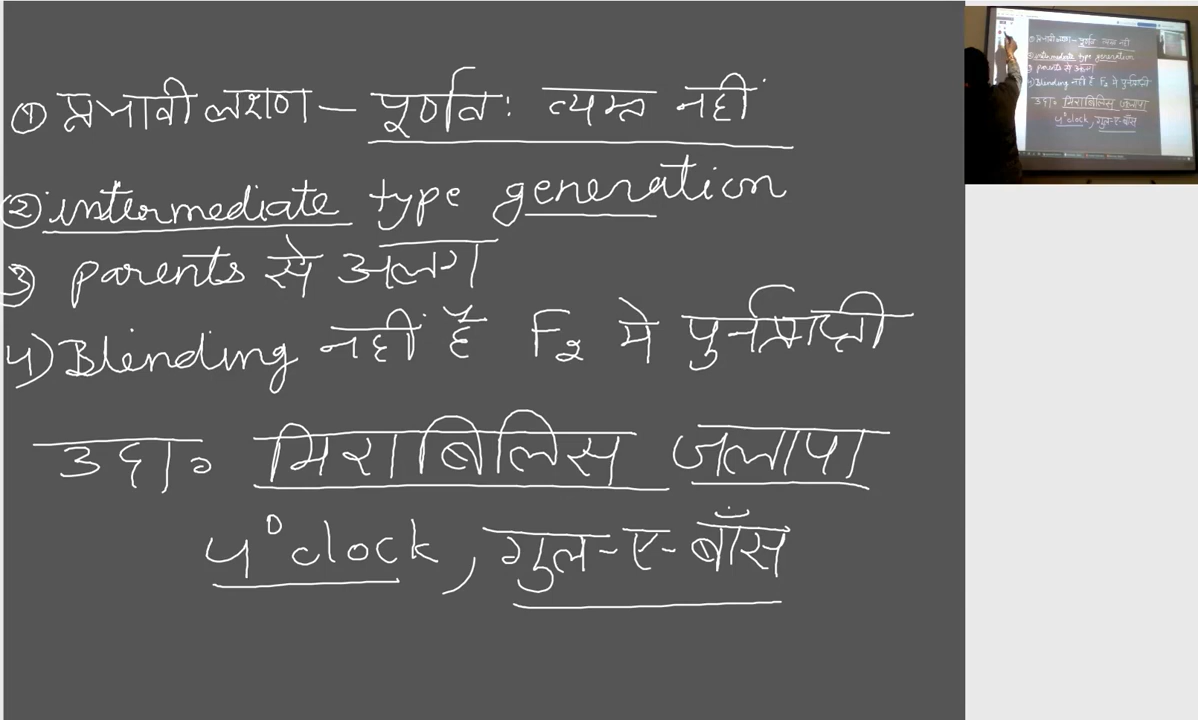 ① प्रभावी लक्षण – पूर्णतः व्यक्त नहीं
② intermediate type generation
③ parents से अलग
4) Blending नहीं है F₂ मे पुर्नप्राप्ती
उदा० मिराबिलिस जलापा
4 O'clock, गुल-ए-बाँस